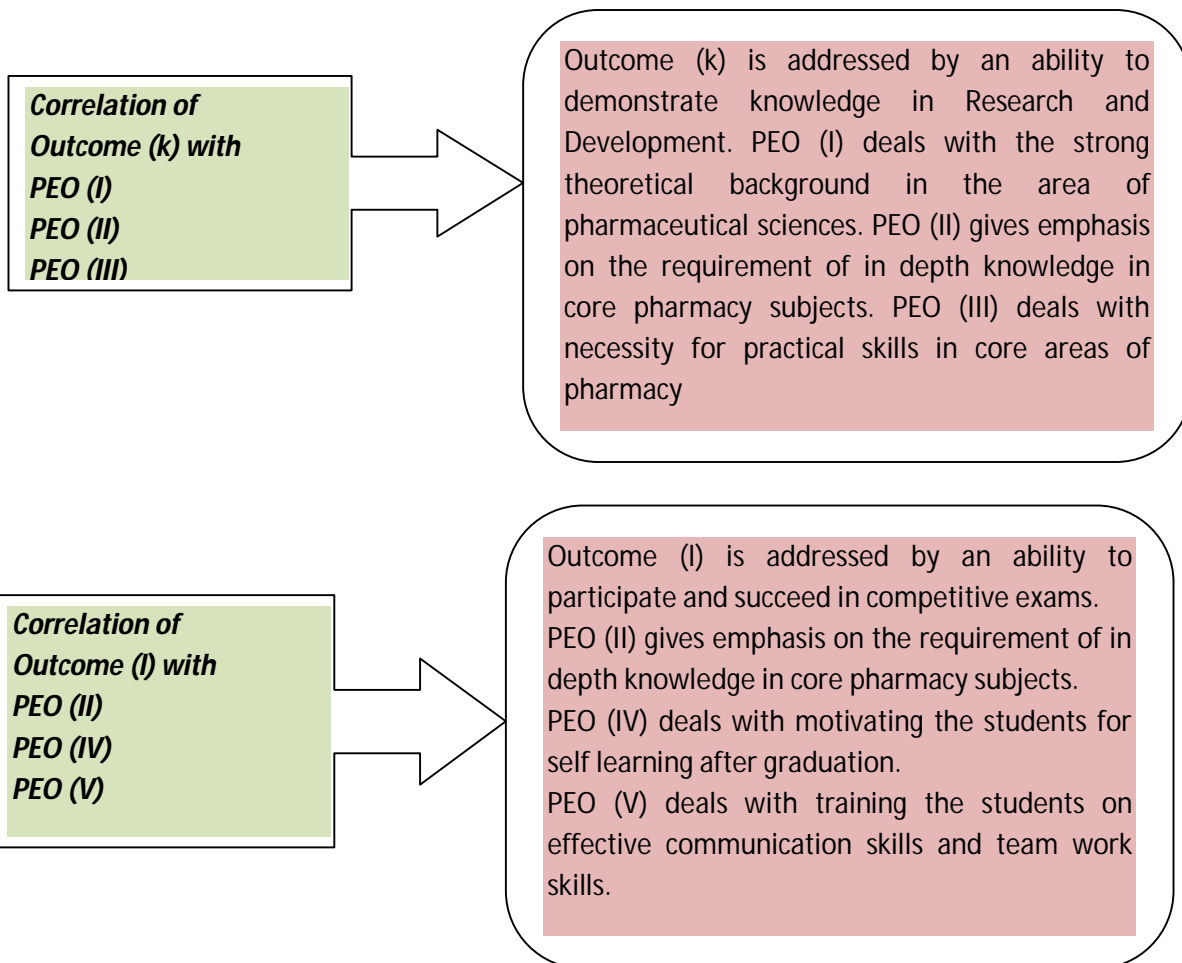 Correlation of
Outcome (k) with
PEO (I)
PEO (II)
PEO (III)
Outcome (k) is addressed by an ability to
demonstrate knowledge in Research and
Development. PEO (I) deals with the strong
theoretical background in the area of
pharmaceutical sciences. PEO (II) gives emphasis
on the requirement of in depth knowledge in
core pharmacy subjects. PEO (III) deals with
necessity for practical skills in core areas of
pharmacy
Correlation of
Outcome (l) with
PEO (II)
PEO (IV)
PEO (V)
Outcome (l) is addressed by an ability to
participate and succeed in competitive exams.
PEO (II) gives emphasis on the requirement of in
depth knowledge in core pharmacy subjects.
PEO (IV) deals with motivating the students for
self learning after graduation.
PEO (V) deals with training the students on
effective communication skills and team work
skills.